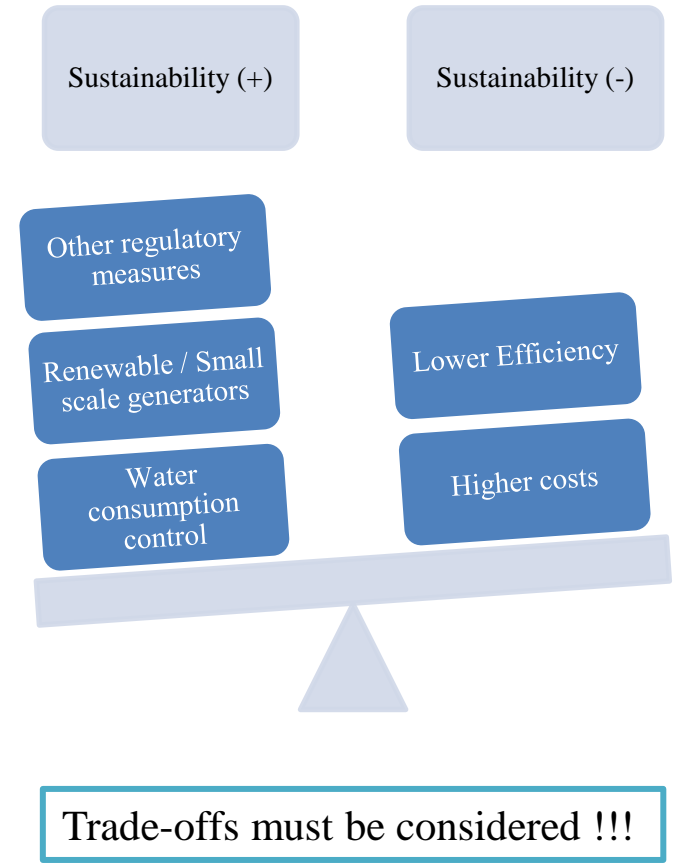 Sustainability (+)
Sustainability (-)
Other regulatory
measures
Renewable / Small
scale generators
Water
consumption
control
Lower Efficiency
Higher costs
Trade-offs must be considered !!!